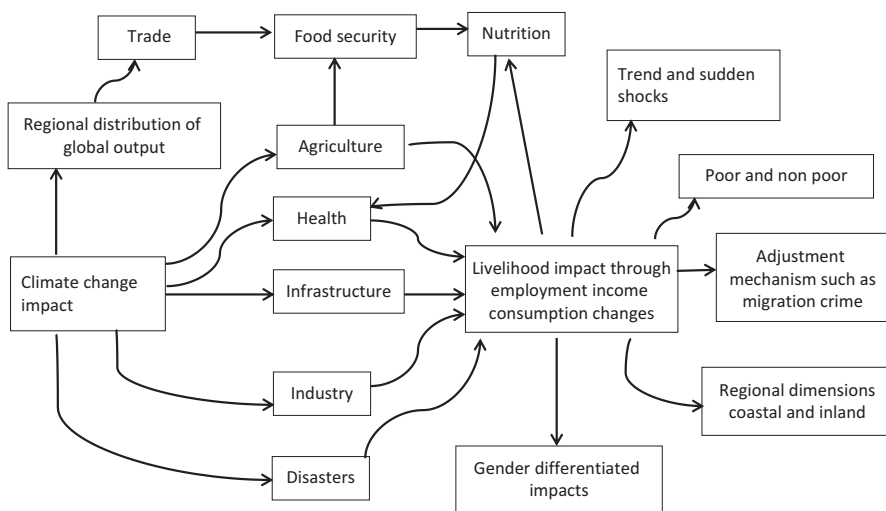 Trade
Food security
Nutrition
Trend and sudden
shocks
Regional distribution of
global output
Agriculture
Poor and non poor
Health
Climate change
impact
Infrastructure
Livelihood impact through
employment income
consumption changes
Adjustment
mechanism such as
migration crime
Industry
Regional dimensions
coastal and inland
Disasters
Gender differentiated
impacts